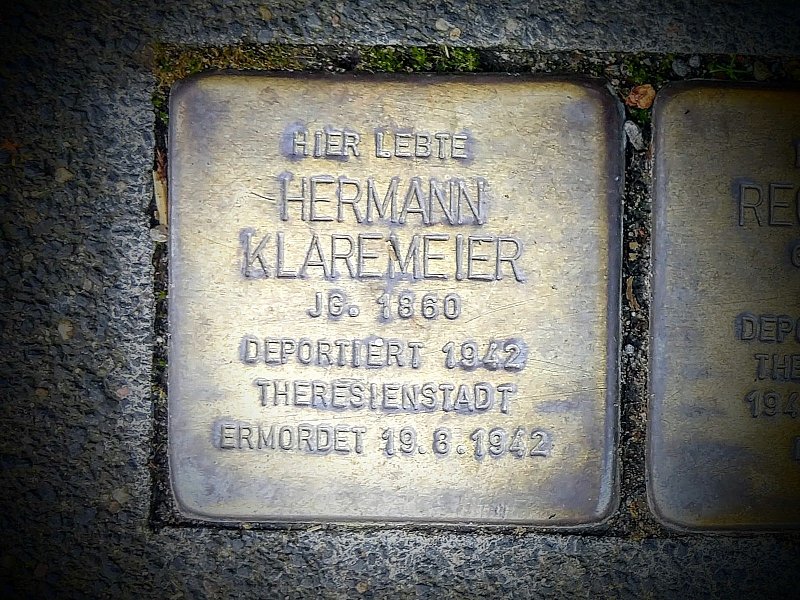 HIER LEBTE
HERMANN
KLAREMEIER
JG. 1860
DEPORTIERT 1942
THERESIENSTADT
ERMORDET 19.8.1942